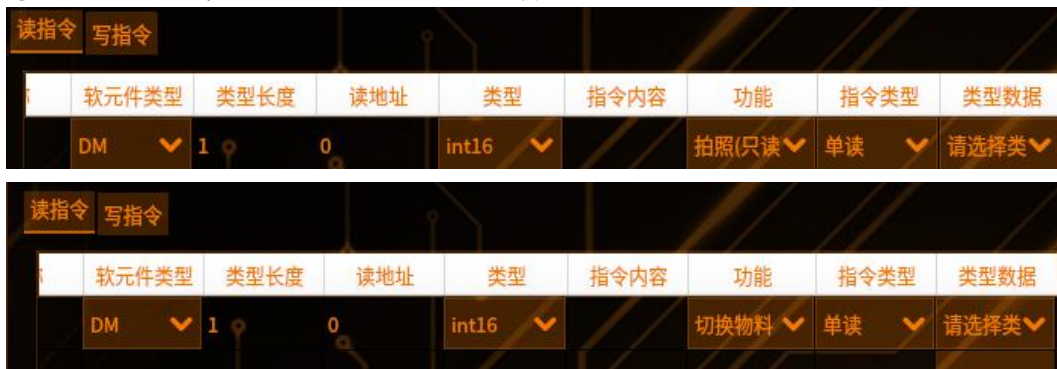 读指令 写指令
软元件类型 类型长度 读地址 类型 指令内容 功能 指令类型 类型数据
DM 1 0 int16 拍照(只读 单读 请选择类
读指令 写指令
软元件类型 类型长度 读地址 类型 指令内容 功能 指令类型 类型数据
DM 1 0 int16 切换物料 单读 请选择类